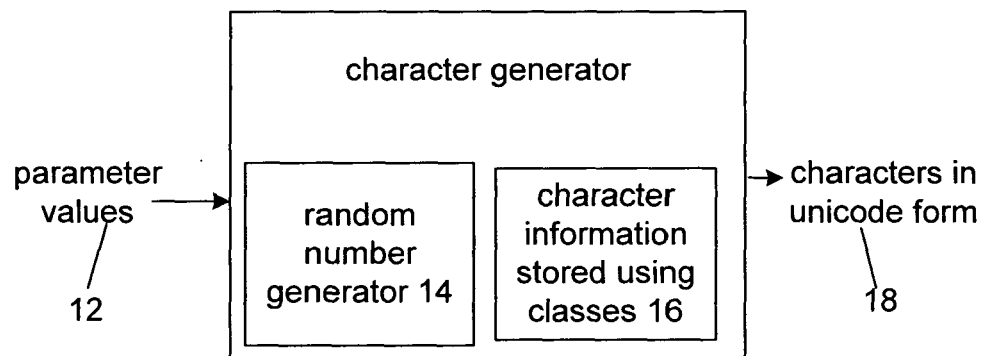 character generator
parameter
values
12
random
number
generator 14
character
information
stored using
classes 16
characters in
unicode form
18